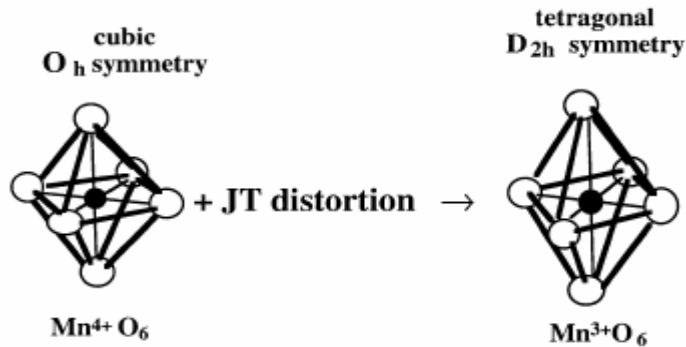 cubic
O h symmetry
tetragonal
D 2h symmetry
+ JT distortion →
Mn4+ O6
Mn3+O6